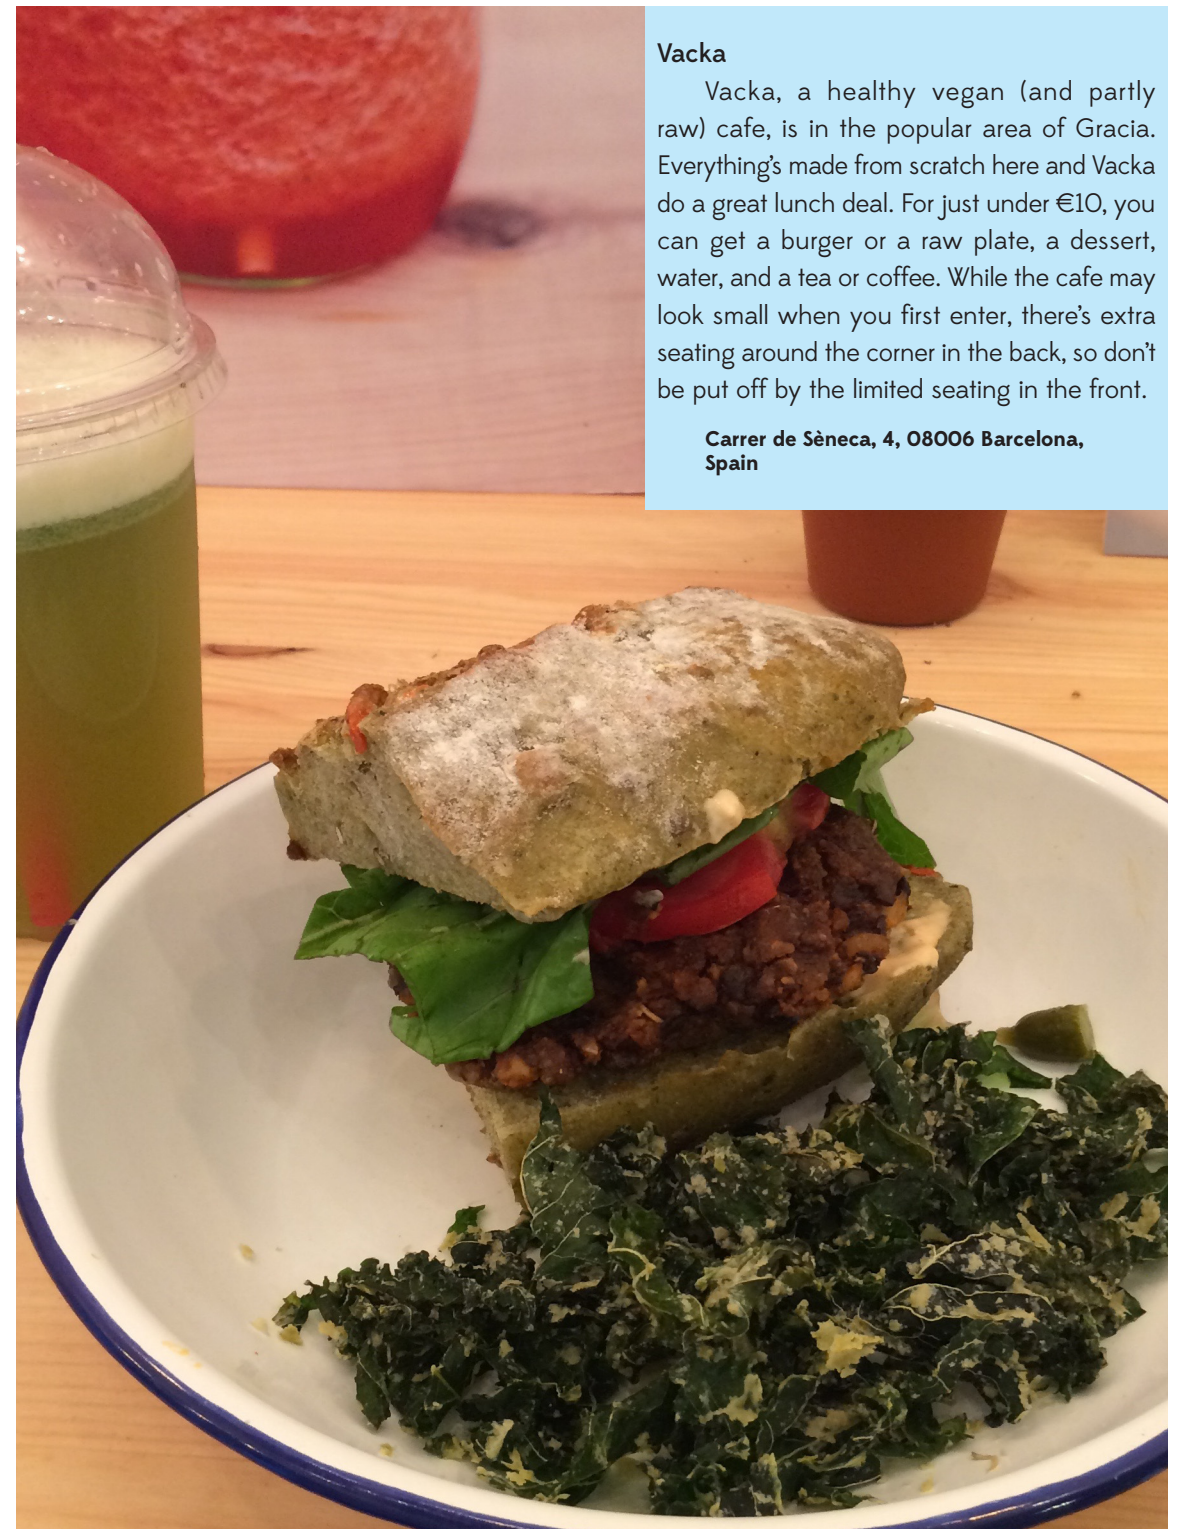 Vacka
Vacka, a healthy vegan (and partly
raw) cafe, is in the popular area of Gracia.
Everything's made from scratch here and Vacka
do a great lunch deal. For just under €10, you
can get a burger or a raw plate, a dessert,
water, and a tea or coffee. While the cafe may
look small when you first enter, there's extra
seating around the corner in the back, so don't
be put off by the limited seating in the front.
Carrer de Sèneca, 4, 08006 Barcelona,
Spain